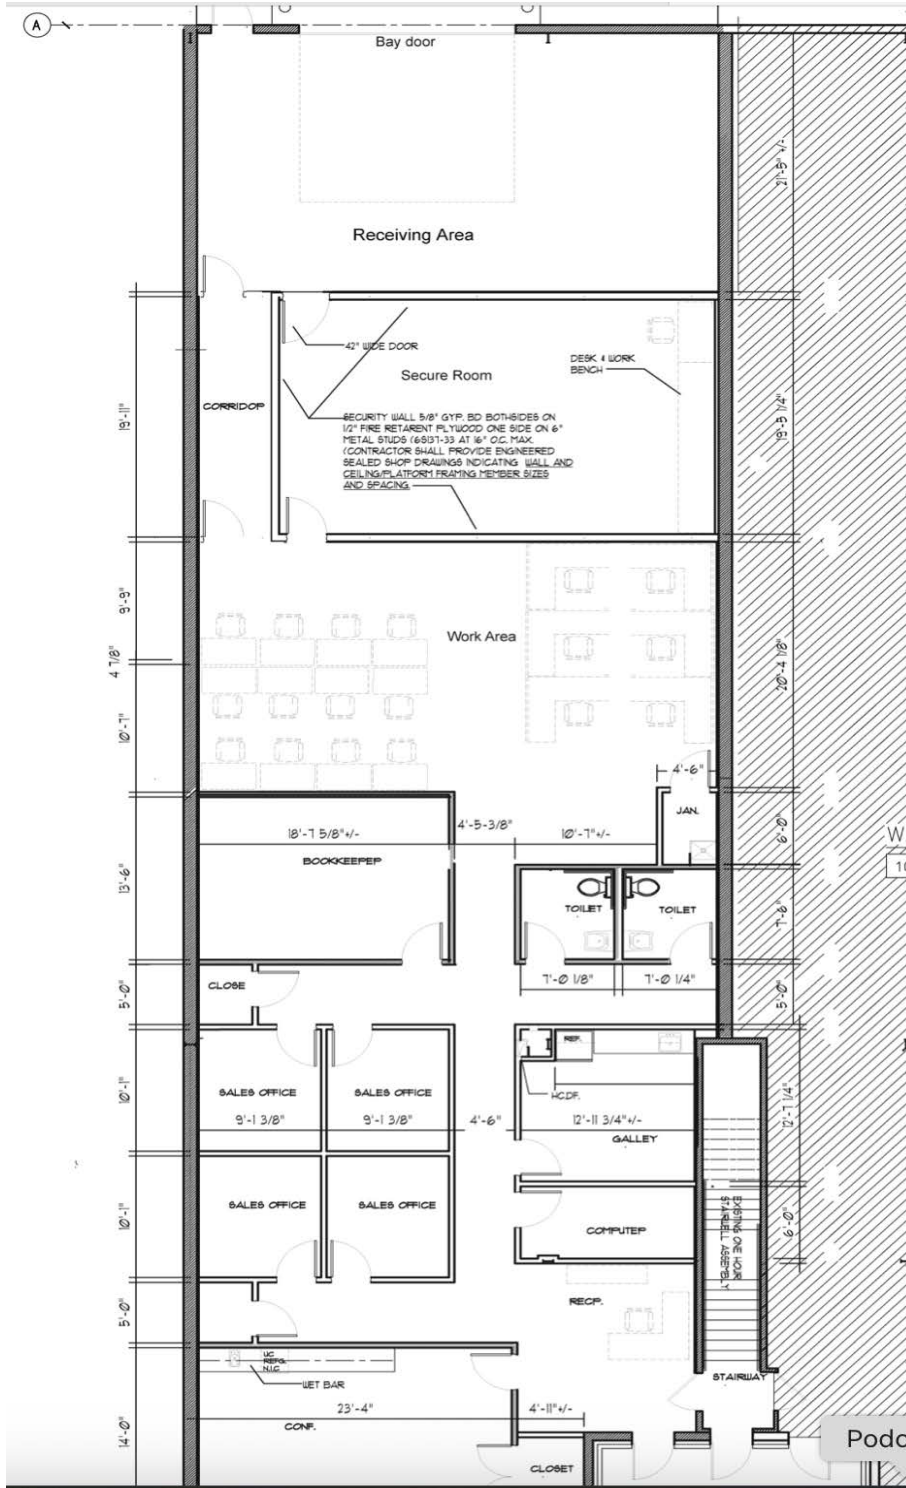 A
Bay door
21'-5" +/-
Receiving Area
42" WIDE DOOR
DESK & WORK
BENCH
Secure Room
CORRIDOP
SECURITY WALL 5/8" GYP. BD BOTHSIDES ON
1/2" FIRE RETARENT PLYWOOD ONE SIDE ON 6"
METAL STUDS (6S137-33 AT 16" O.C. MAX.
(CONTRACTOR SHALL PROVIDE ENGINEERED
SEALED SHOP DRAWINGS INDICATING WALL AND
CEILING/PLATFORM FRAMING MEMBER SIZES
AND SPACING
19'-11"
19'-5 1/4"
9'-9"
Work Area
4 7/8"
20'-4 1/8"
10'-7"
4'-6"
JAN.
18'-7 5/8"+/-
4'-5-3/8"
10'-7"+/-
6'-0"
W
10
BOOKKEEPEP
13'-6"
TOILET
TOILET
7'-6"
CLOSE
7'-0 1/8"
7'-0 1/4"
5'-0"
5'-0"
REF.
SALES OFFICE
SALES OFFICE
H.C.D.F.
10'-1"
9'-1 3/8"
9'-1 3/8"
4'-6"
12'-11 3/4"+/-
12'-7 1/4"
GALLEY
SALES OFFICE
SALES OFFICE
10'-1"
COMPUTEP
EXISTING ONE HOUR
STAIRWELL ASSEMBLY
6'-0"
RECP.
5'-0"
UC
REFG.
N.I.C
WET BAR
STAIRWAY
23'-4"
4'-11"+/-
CONF.
14'-0"
Podc
CLOSET